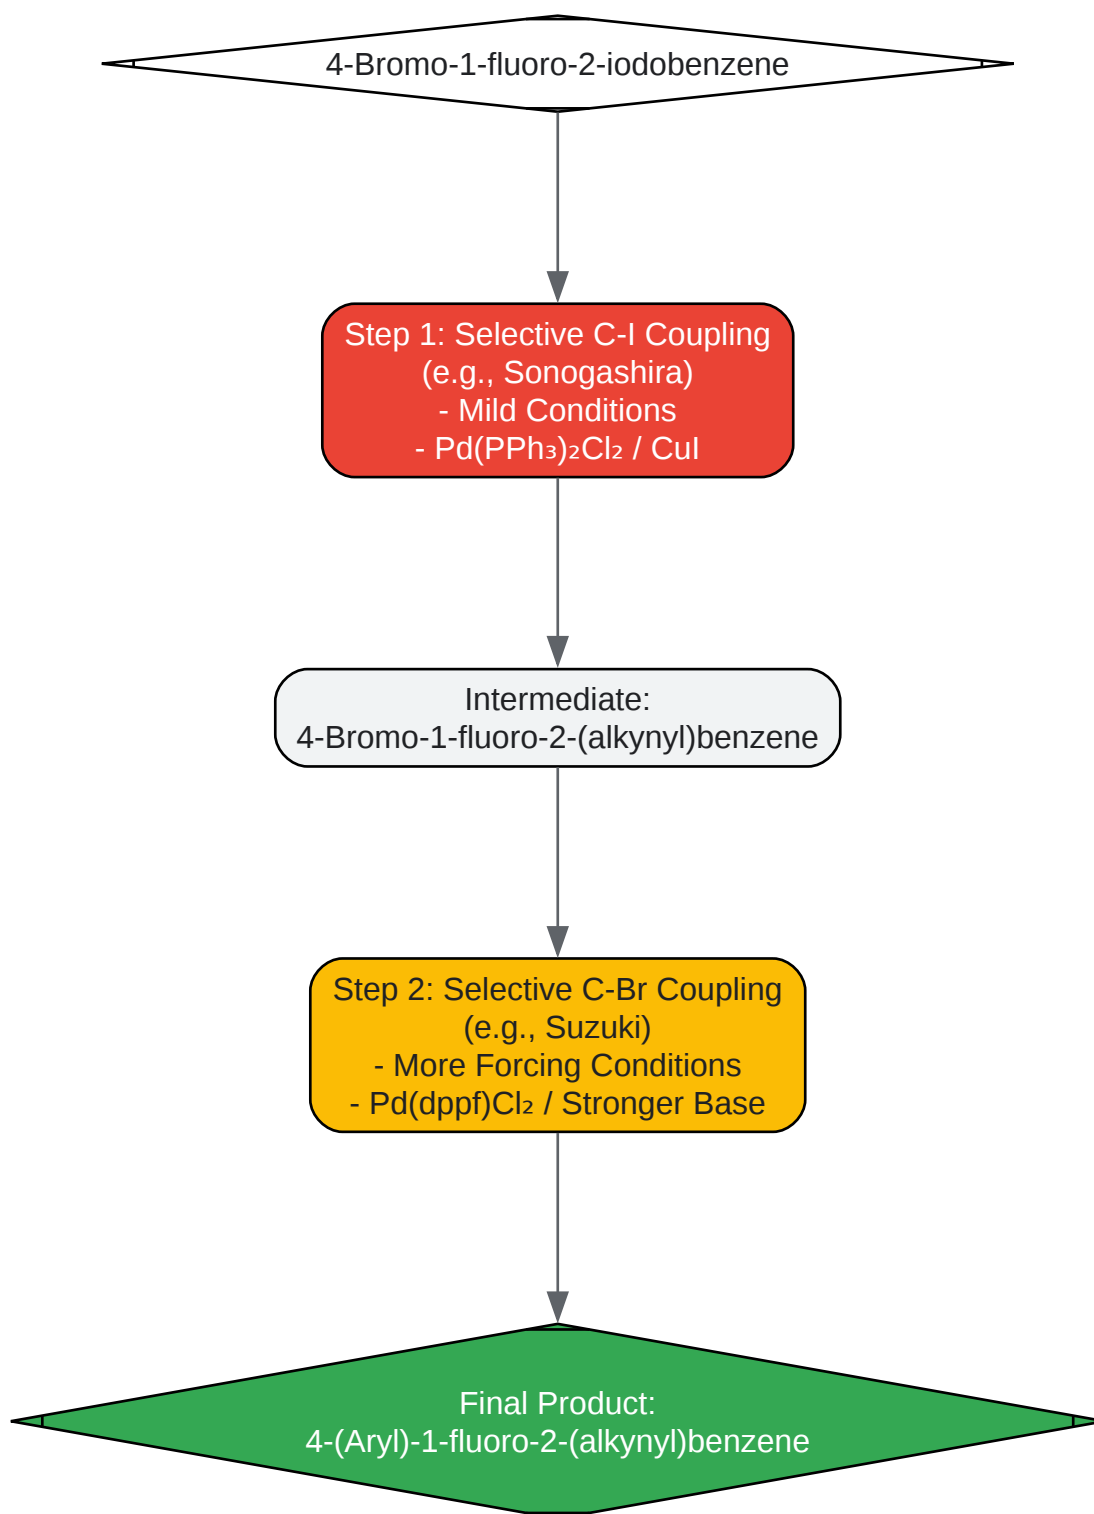 4-Bromo-1-fluoro-2-iodobenzene
Step 1: Selective C-I Coupling
(e.g., Sonogashira)
- Mild Conditions
- Pd(PPh₃)₂Cl₂ / CuI
Intermediate:
4-Bromo-1-fluoro-2-(alkynyl)benzene
Step 2: Selective C-Br Coupling
(e.g., Suzuki)
- More Forcing Conditions
- Pd(dppf)Cl₂ / Stronger Base
Final Product:
4-(Aryl)-1-fluoro-2-(alkynyl)benzene